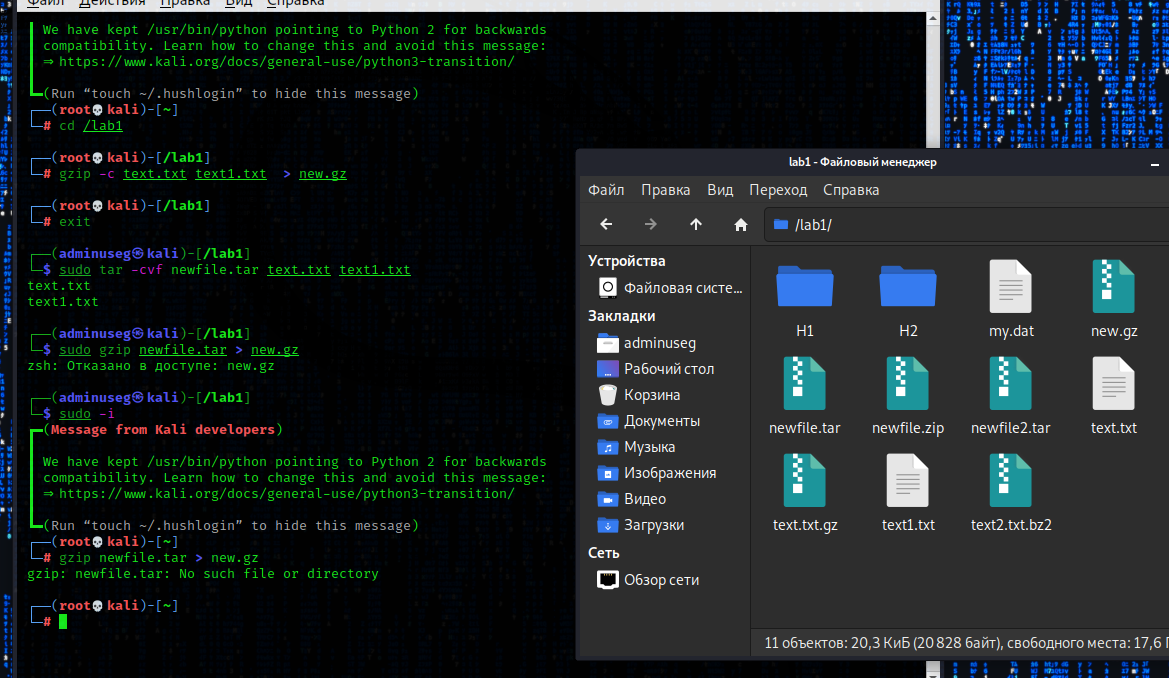 Файл Действия Правка Вид Справка
We have kept /usr/bin/python pointing to Python 2 for backwards
compatibility. Learn how to change this and avoid this message:
⇒ https://www.kali.org/docs/general-use/python3-transition/
(Run “touch ~/.hushlogin” to hide this message)
(root💀kali)-[~]
# cd /lab1
(root💀kali)-[/lab1]
# gzip -c text.txt text1.txt > new.gz
(root💀kali)-[/lab1]
# exit
(adminuseg㉿kali)-[/lab1]
$ sudo tar -cvf newfile.tar text.txt text1.txt
text.txt
text1.txt
(adminuseg㉿kali)-[/lab1]
$ sudo gzip newfile.tar > new.gz
zsh: Отказано в доступе: new.gz
(adminuseg㉿kali)-[/lab1]
$ sudo -i
(Message from Kali developers)
We have kept /usr/bin/python pointing to Python 2 for backwards
compatibility. Learn how to change this and avoid this message:
⇒ https://www.kali.org/docs/general-use/python3-transition/
(Run “touch ~/.hushlogin” to hide this message)
(root💀kali)-[~]
# gzip newfile.tar > new.gz
gzip: newfile.tar: No such file or directory
(root💀kali)-[~]
#
lab1 - Файловый менеджер
Файл Правка Вид Переход Справка
/lab1/
Устройства
Файловая систе...
Закладки
adminuseg
Рабочий стол
Корзина
Документы
Музыка
Изображения
Видео
Загрузки
Сеть
Обзор сети
H1 H2 my.dat new.gz
newfile.tar newfile.zip newfile2.tar text.txt
text.txt.gz text1.txt text2.txt.bz2
11 объектов: 20,3 КиБ (20 828 байт), свободного места: 17,6